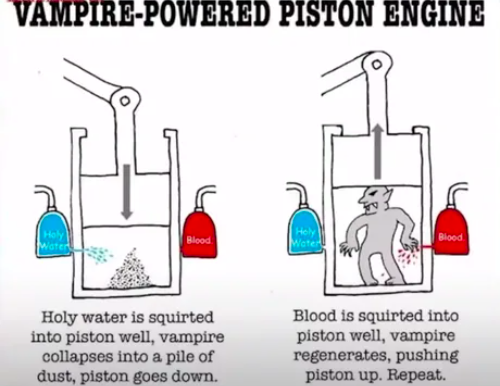 VAMPIRE-POWERED PISTON ENGINE
Holy
Water
Blood
Holy water is squirted
into piston well, vampire
collapses into a pile of
dust, piston goes down.
Holy
Water
Blood
Blood is squirted into
piston well, vampire
regenerates, pushing
piston up. Repeat.